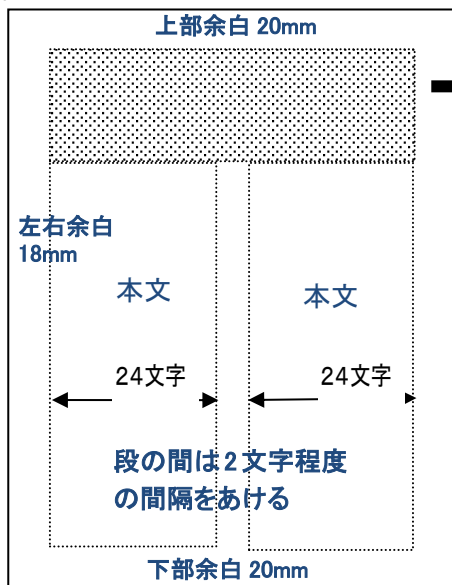 上部余白 20mm
左右余白
18mm
本文
本文
24文字
24文字
段の間は2文字程度
の間隔をあける
下部余白 20mm